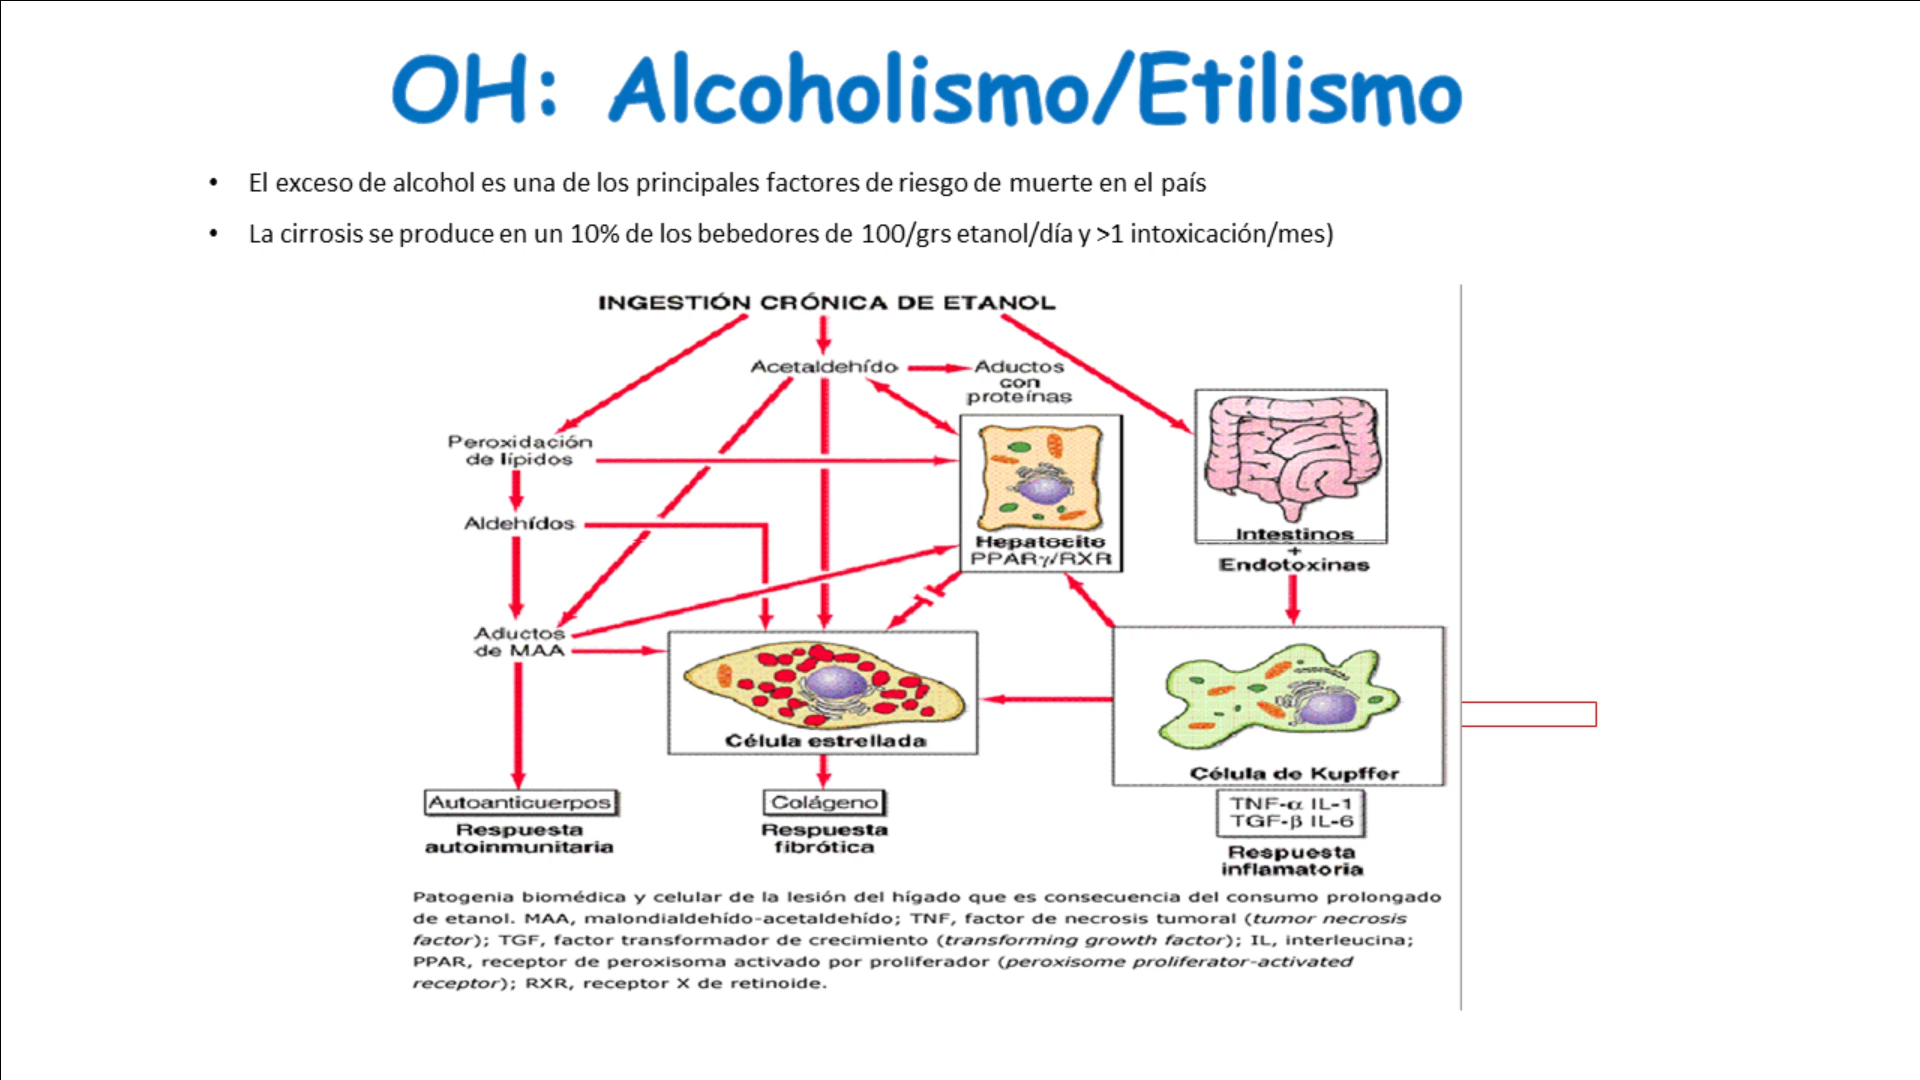 OH: Alcoholismo/Etilismo
• El exceso de alcohol es una de los principales factores de riesgo de muerte en el país
• La cirrosis se produce en un 10% de los bebedores de 100/grs etanol/día y >1 intoxicación/mes)
INGESTIÓN CRÓNICA DE ETANOL
Acetaldehído
Aductos
con
proteínas
Peroxidación
de lípidos
Aldehídos
Hepatocito
PPARγ/RXR
Intestinos
+
Endotoxinas
Aductos
de MAA
Célula estrellada
Célula de Kupffer
Autoanticuerpos
Respuesta
autoinmunitaria
Colágeno
Respuesta
fibrótica
TNF-α IL-1
TGF-β IL-6
Respuesta
inflamatoria
Patogenia biomédica y celular de la lesión del hígado que es consecuencia del consumo prolongado
de etanol. MAA, malondialdehído-acetaldehído; TNF, factor de necrosis tumoral (tumor necrosis
factor); TGF, factor transformador de crecimiento (transforming growth factor); IL, interleucina;
PPAR, receptor de peroxisoma activado por proliferador (peroxisome proliferator-activated
receptor); RXR, receptor X de retinoide.